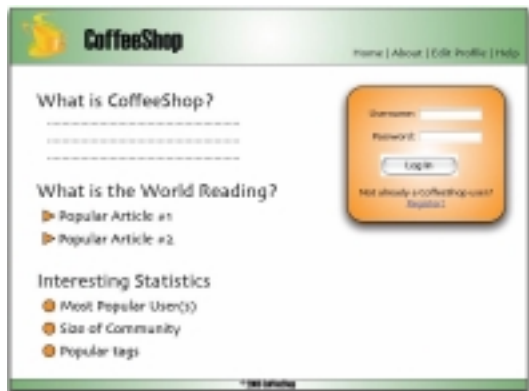 CoffeeShop
Home | About | Edit Profile | Help
What is CoffeeShop?
Username:
Password:
Log In
Not already a CoffeeShop user?
Register!
What is the World Reading?
Popular Article #1
Popular Article #2
Interesting Statistics
Most Popular User(s)
Size of Community
Popular tags
CoffeeShop